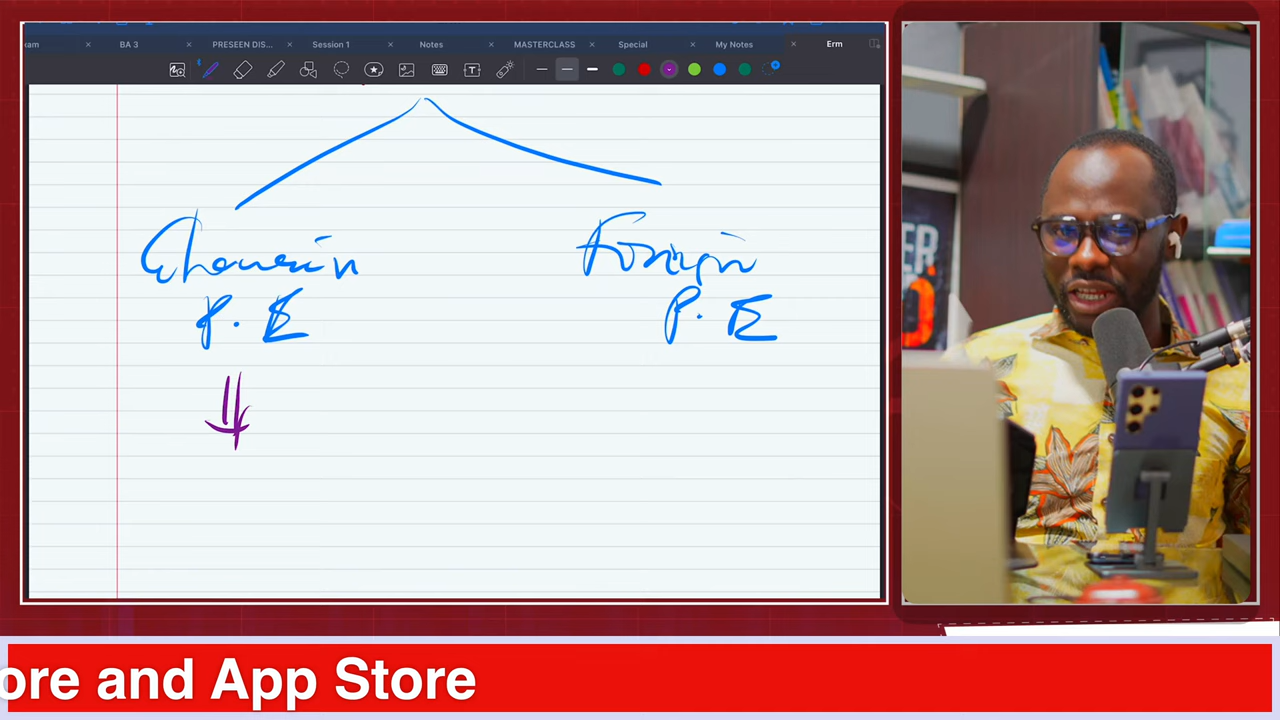 am
BA 3
PRESEEN DIS...
Session 1
Notes
MASTERCLASS
Special
My Notes
Erm
T
Ghanaian
P.E
Foreign
P.E
ER
ore and App Store